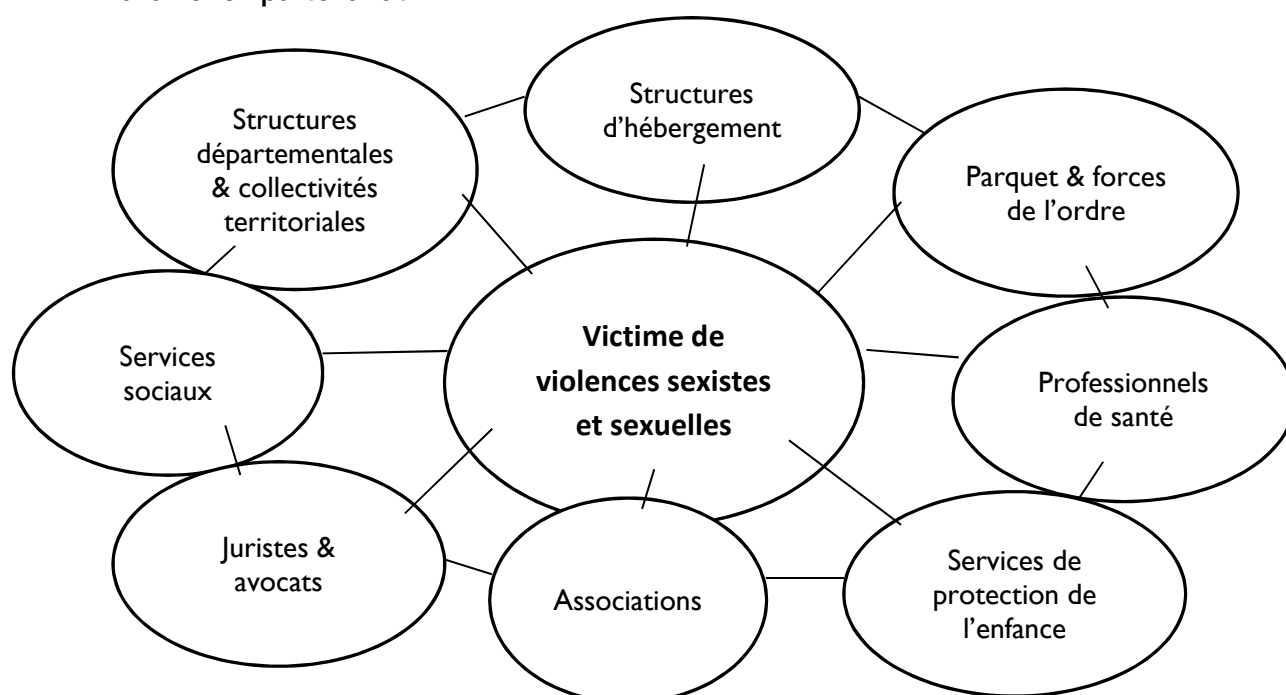 Structures
d'hébergement
Structures
départementales
& collectivités
territoriales
Parquet & forces
de l'ordre
Victime de
violences sexistes
et sexuelles
Services
sociaux
Professionnels
de santé
Juristes &
avocats
Associations
Services de
protection de
l'enfance